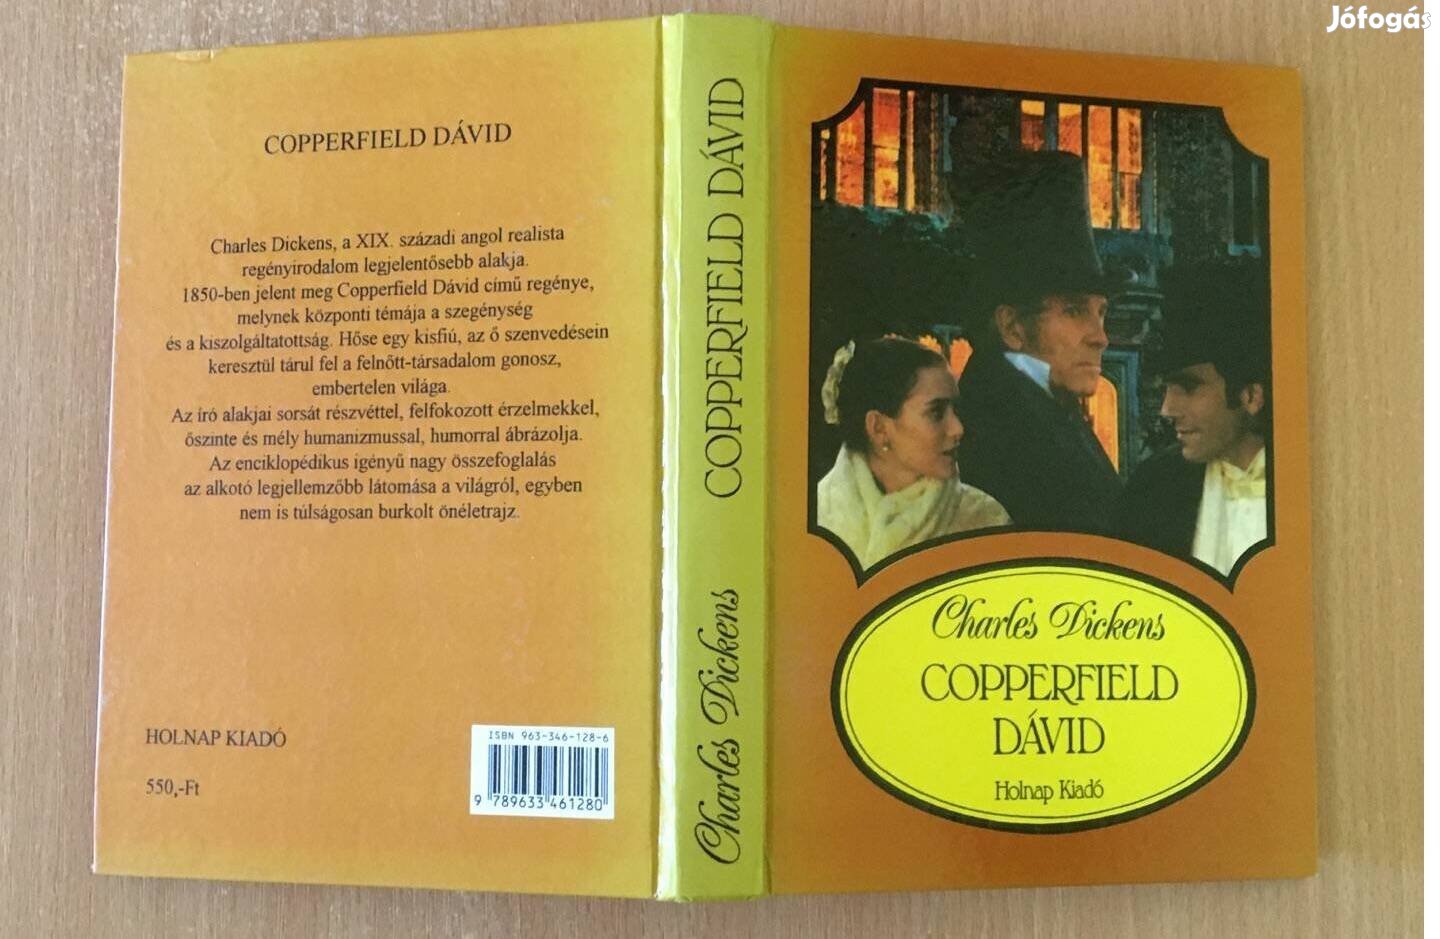 Jófogás
COPPERFIELD DÁVID
Charles Dickens, a XIX. századi angol realista
regényirodalom legjelentősebb alakja.
1850-ben jelent meg Copperfield Dávid című regénye,
melynek központi témája a szegénység
és a kiszolgáltatottság. Hőse egy kisfiú, az ő szenvedésein
keresztül tárul fel a felnőtt-társadalom gonosz,
embertelen világa.
Az író alakjai sorsát részvéttel, felfokozott érzelmekkel,
őszinte és mély humanizmussal, humorral ábrázolja.
Az enciklopédikus igényű nagy összefoglalás
az alkotó legjellemzőbb látomása a világról, egyben
nem is túlságosan burkolt önéletrajz.
HOLNAP KIADÓ
550,-Ft
ISBN 963-346-128-6
9 789633 461280
Charles Dickens COPPERFIELD DÁVID
Charles Dickens
COPPERFIELD
DÁVID
Holnap Kiadó